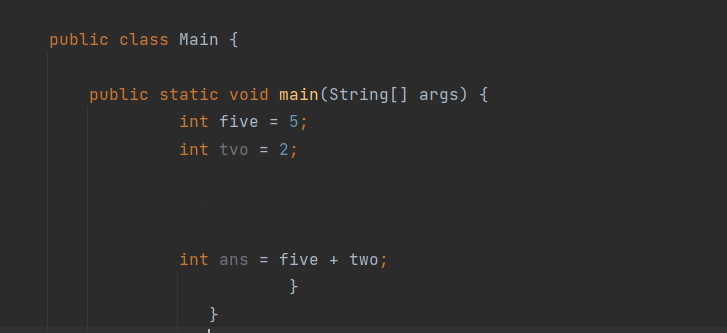 public class Main {
public static void main(String[] args) {
int five = 5;
int tvo = 2;
int ans = five + two;
}
}